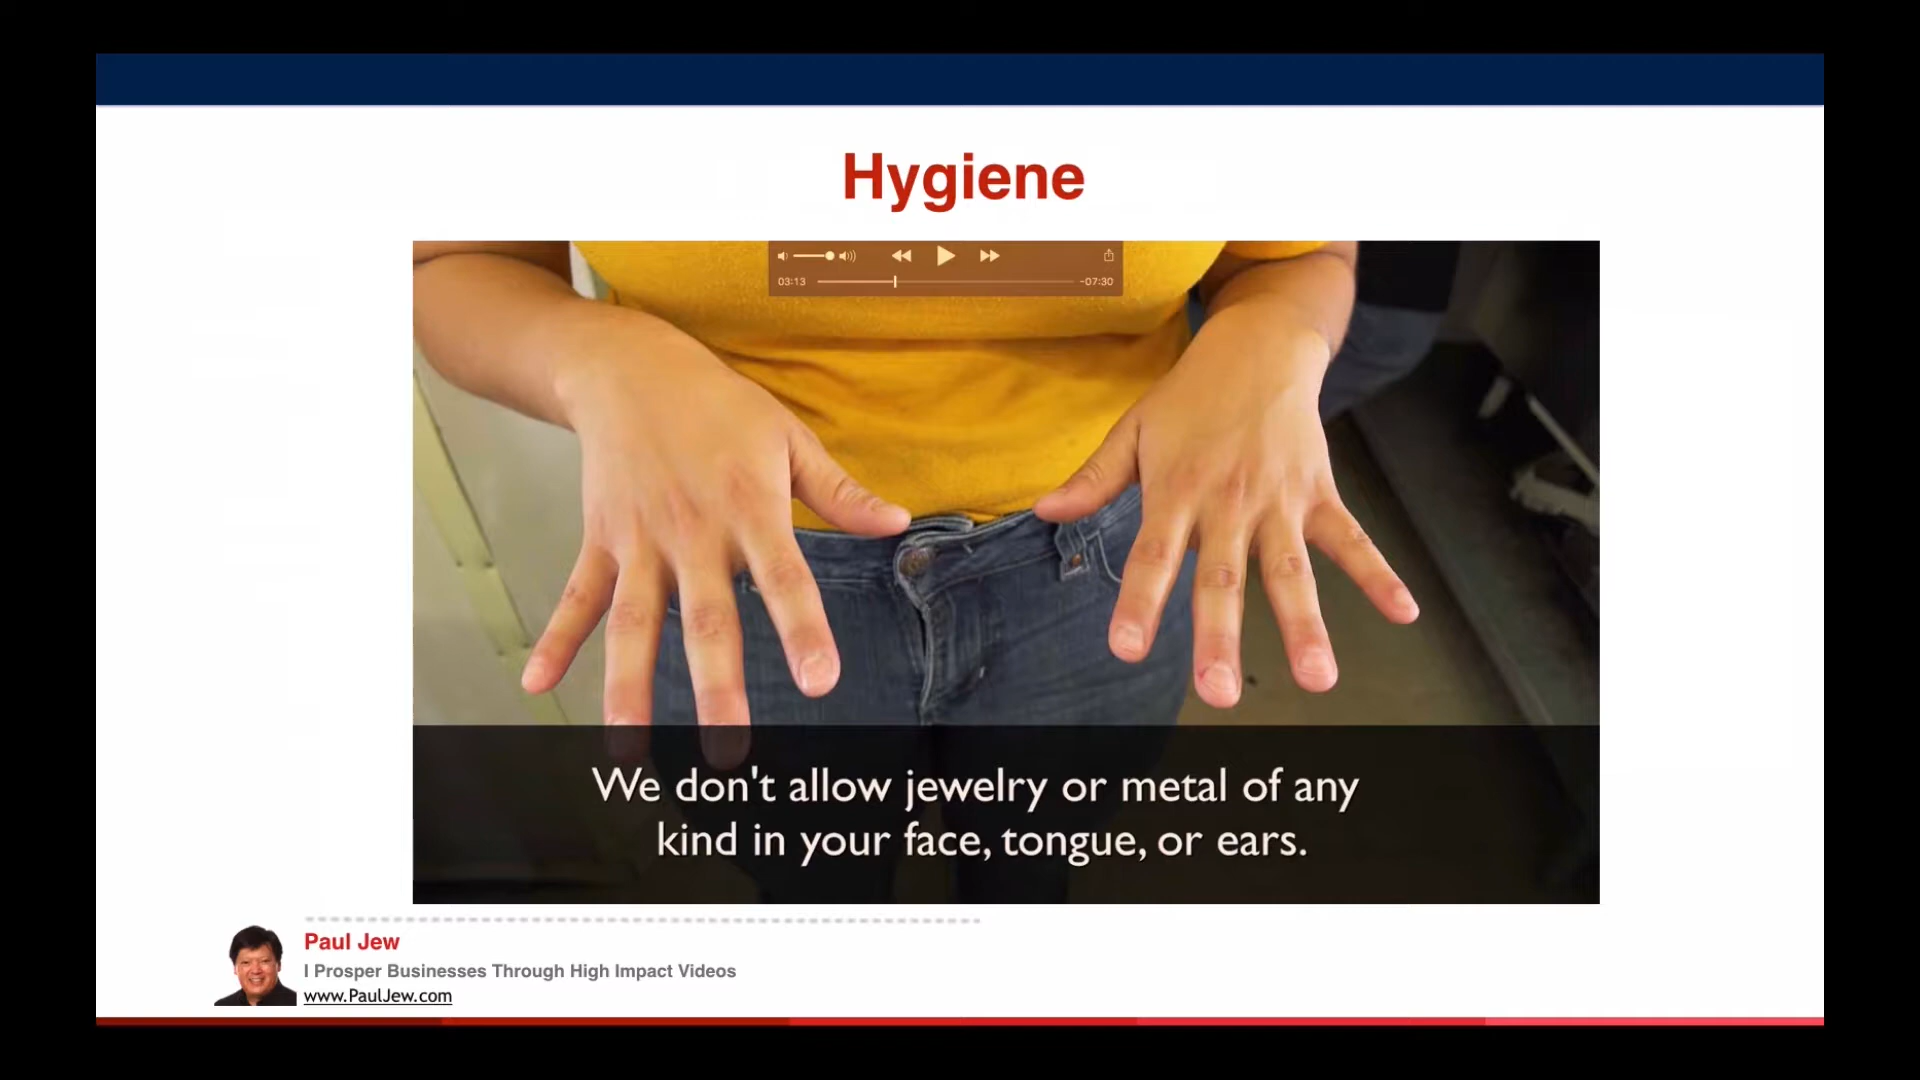 Hygiene
03:13
-07:30
We don't allow jewelry or metal of any
kind in your face, tongue, or ears.
Paul Jew
I Prosper Businesses Through High Impact Videos
www.PaulJew.com